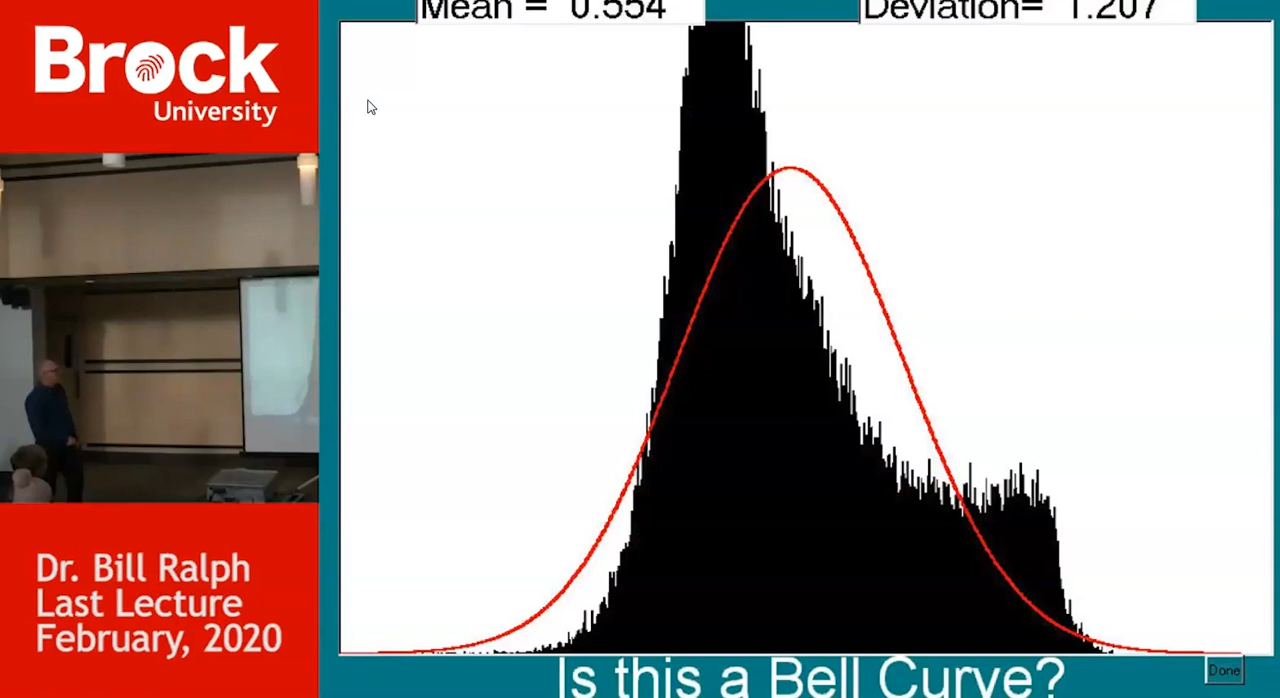 Brock
University
Mean = 0.554
Deviation= 1.207
Dr. Bill Ralph
Last Lecture
February, 2020
Is this a Bell Curve?
Done